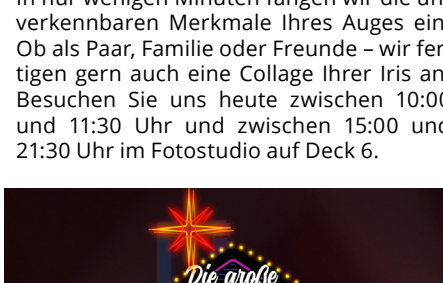 In nur wenigen Minuten fangen wir die un-
verkennbaren Merkmale Ihres Auges ein.
Ob als Paar, Familie oder Freunde – wir fer-
tigen gern auch eine Collage Ihrer Iris an.
Besuchen Sie uns heute zwischen 10:00
und 11:30 Uhr und zwischen 15:00 und
21:30 Uhr im Fotostudio auf Deck 6.
Die große